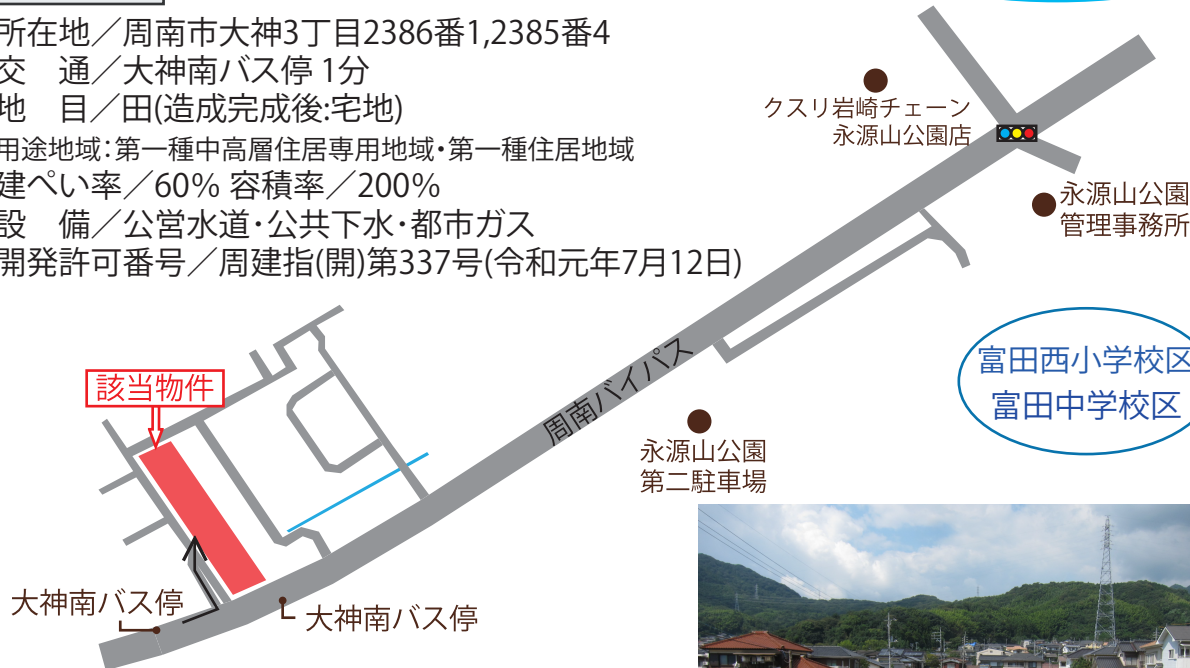 所在地／周南市大神3丁目2386番1,2385番4
交　通／大神南バス停 1分
地　目／田(造成完成後:宅地)
用途地域:第一種中高層住居専用地域・第一種住居地域
建ぺい率／60% 容積率／200%
設　備／公営水道・公共下水・都市ガス
開発許可番号／周建指(開)第337号(令和元年7月12日)
クスリ岩崎チェーン
永源山公園店
永源山公園
管理事務所
周南バイパス
富田西小学校区
富田中学校区
該当物件
永源山公園
第二駐車場
大神南バス停
大神南バス停